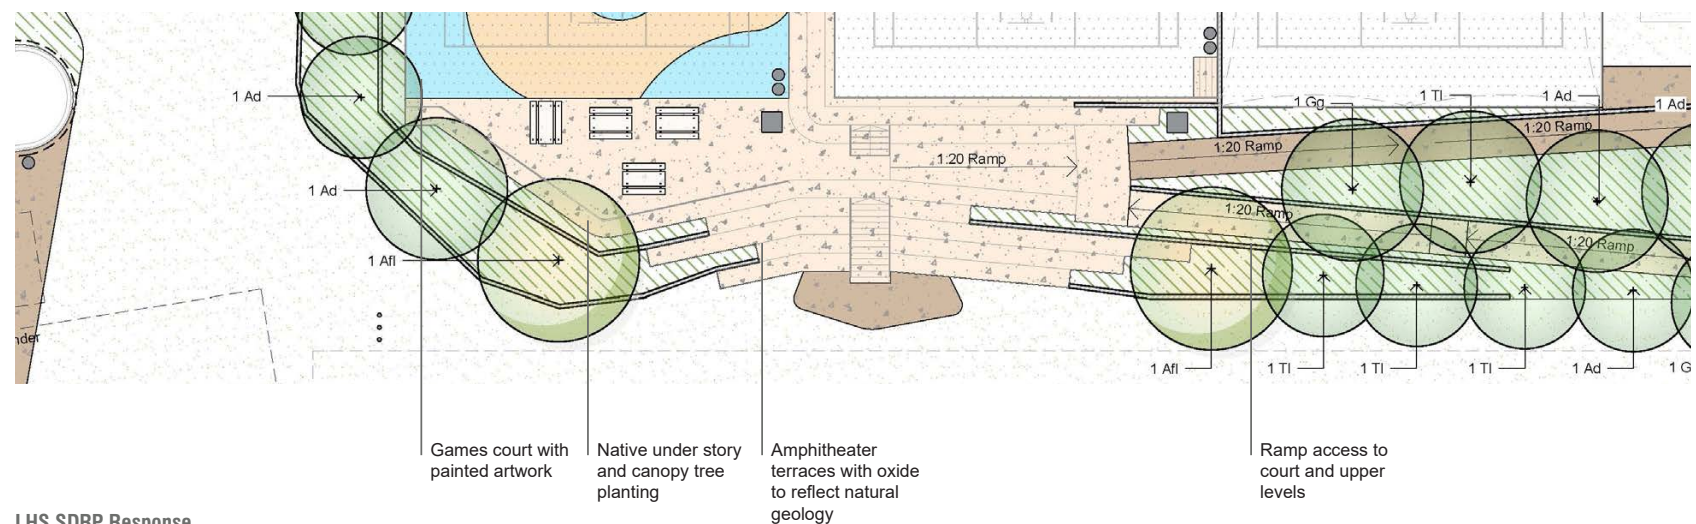 1 Gg
1 Tl
1 Ad
1 Ad
1 Ad
1:20 Ramp
1:20 Ramp
1:20 Ramp
1 Ad
1:20 Ramp
1:20 Ramp
1 Afl
1 Afl
1 Tl
1 Tl
1 Tl
1 Ad
1 G
Games court with
painted artwork
Native under story
and canopy tree
planting
Amphitheater
terraces with oxide
to reflect natural
geology
Ramp access to
court and upper
levels
LHS SDRP Response